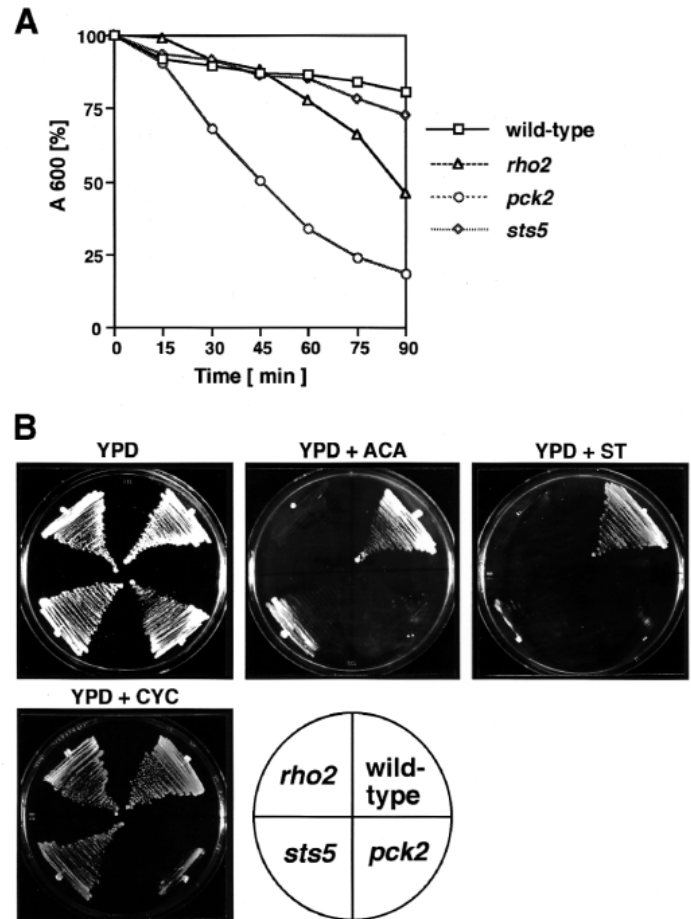 A
A 600 [%]
100
75
50
25
0
0 15 30 45 60 75 90
Time [ min ]
wild-type
rho2
pck2
sts5
B
YPD
YPD + ACA
YPD + ST
YPD + CYC
rho2
wild-
type
sts5
pck2